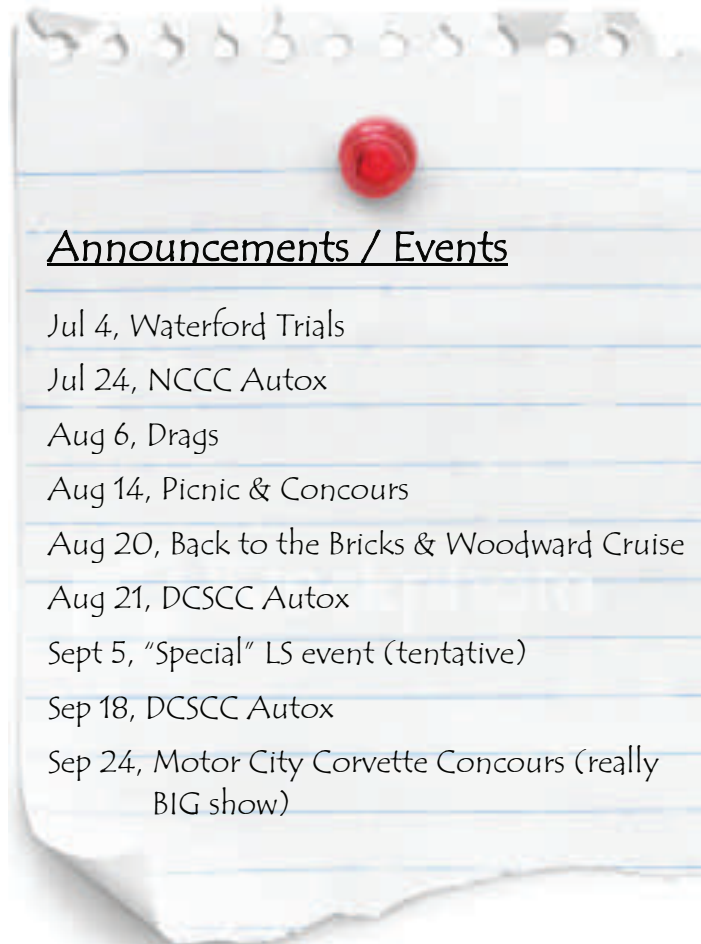 Announcements / Events
Jul 4, Waterford Trials
Jul 24, NCCC Autox
Aug 6, Drags
Aug 14, Picnic & Concours
Aug 20, Back to the Bricks & Woodward Cruise
Aug 21, DCSCC Autox
Sept 5, “Special” LS event (tentative)
Sep 18, DCSCC Autox
Sep 24, Motor City Corvette Concours (really
BIG show)